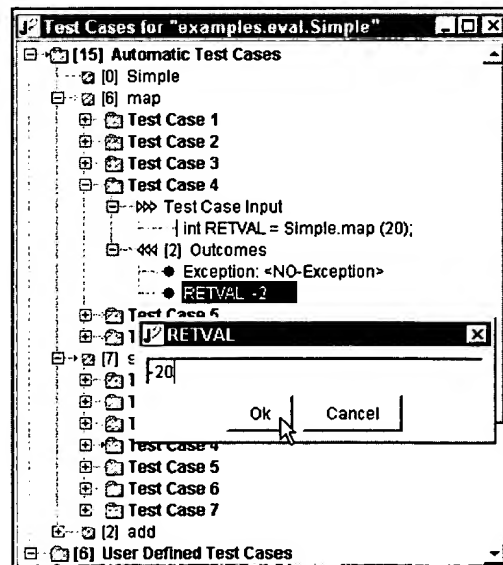 Test Cases for "examples.eval.Simple"
[15] Automatic Test Cases
[0] Simple
[6] map
Test Case 1
Test Case 2
Test Case 3
Test Case 4
Test Case Input
int RETVAL = Simple.map (20);
[2] Outcomes
Exception: <NO-Exception>
RETVAL -2
Test Case 5
T
RETVAL
[7] s
-20
T
T
Ok Cancel
T
Test Case 4
Test Case 5
Test Case 6
Test Case 7
[2] add
[6] User Defined Test Cases